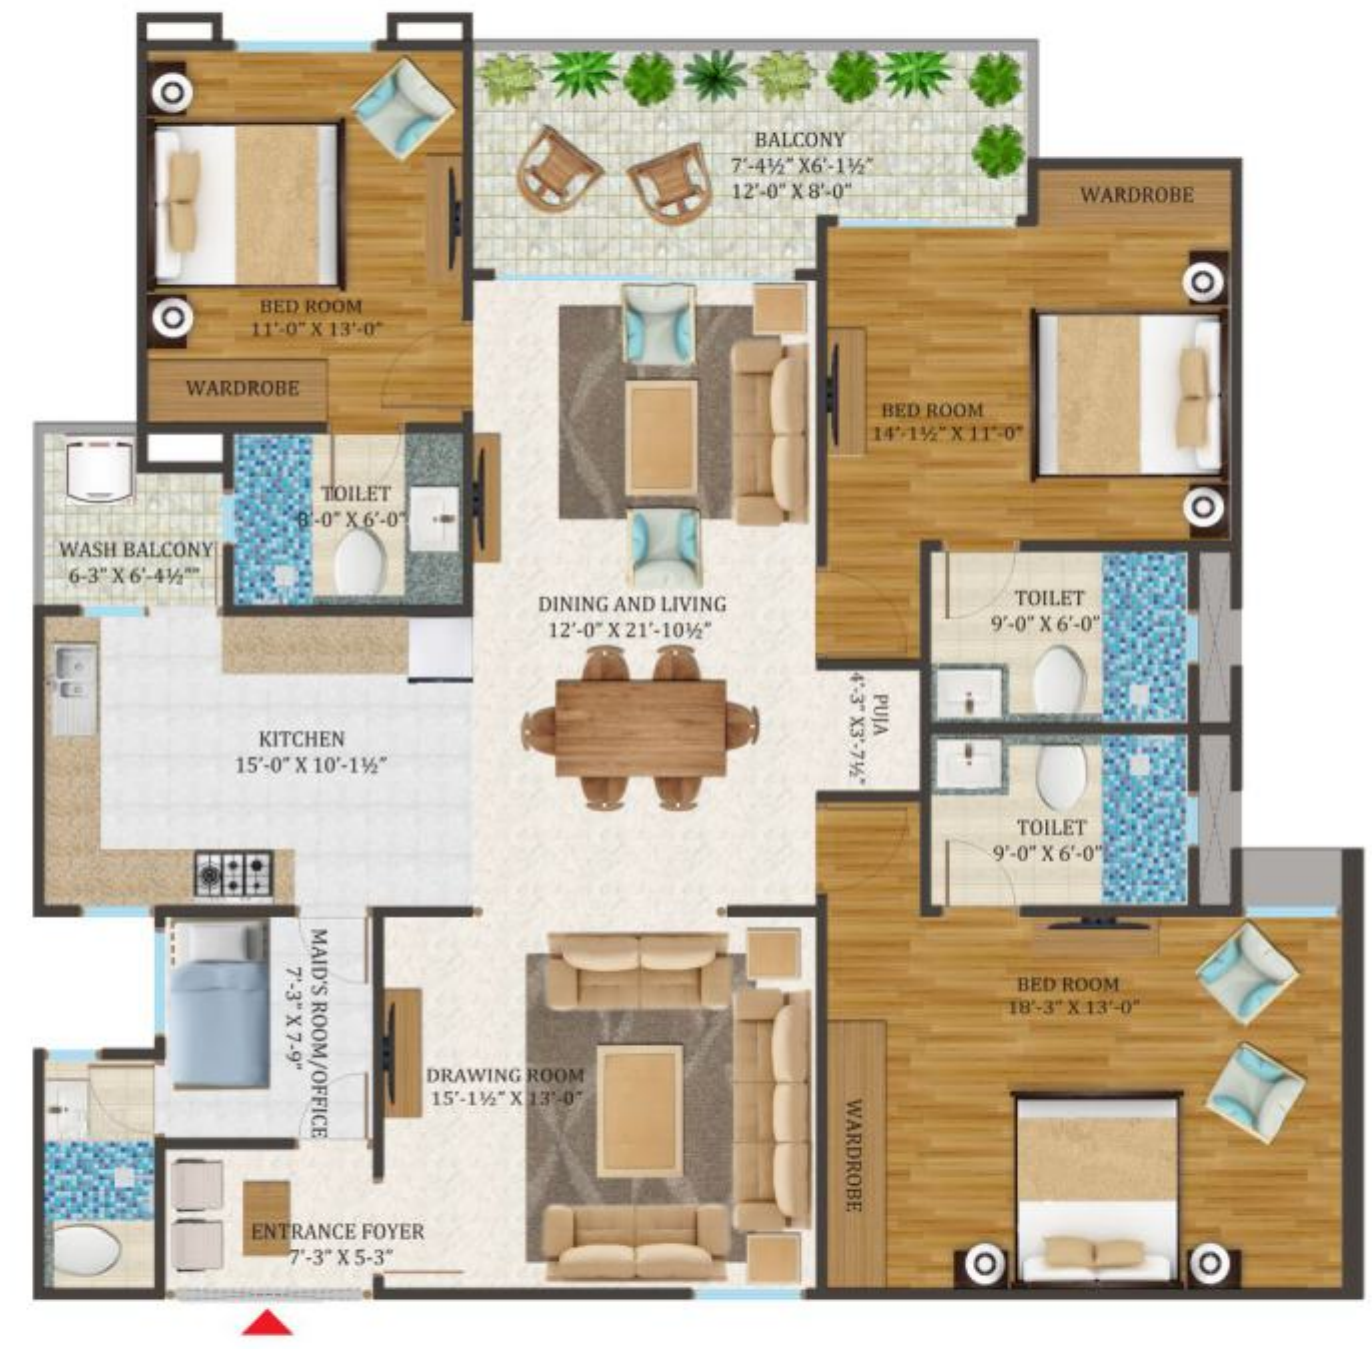 BALCONY
7'-4½" X6'-1½"
12'-0" X 8'-0"
WARDROBE
BED ROOM
11'-0" X 13'-0"
WARDROBE
BED ROOM
14'-1½" X 11'-0"
TOILET
8'-0" X 6'-0"
WASH BALCONY
6-3" X 6'-4½""
DINING AND LIVING
12'-0" X 21'-10½"
TOILET
9'-0" X 6'-0"
PUJA
4'-3" X3'-7½"
KITCHEN
15'-0" X 10'-1½"
TOILET
9'-0" X 6'-0"
MAID'S ROOM/OFFICE
7'-3" X 7-9"
BED ROOM
18'-3" X 13'-0"
DRAWING ROOM
15'-1½" X 13'-0"
WARDROBE
ENTRANCE FOYER
7'-3" X 5-3"